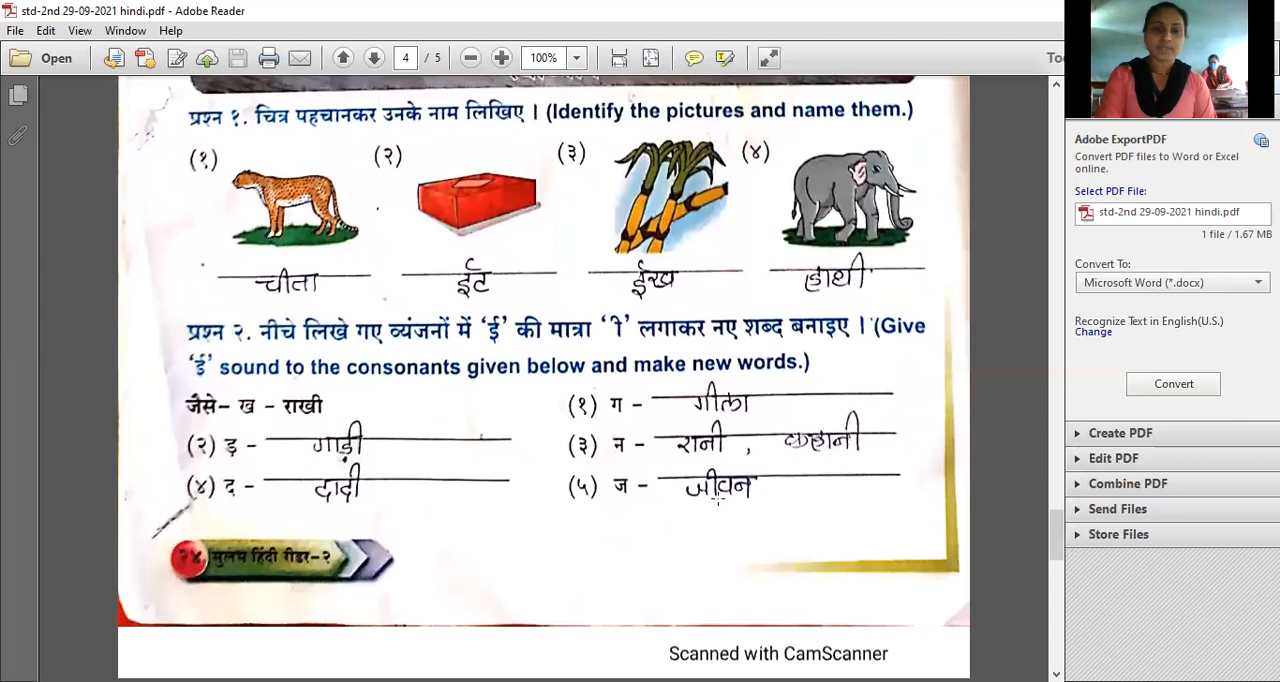 std-2nd 29-09-2021 hindi.pdf - Adobe Reader
File Edit View Window Help
Open 4 / 5 100% To
प्रश्न १. चित्र पहचानकर उनके नाम लिखिए । (Identify the pictures and name them.)
(१) (२) (३) (४)
चीता ईंट ईख हाथी
प्रश्न २. नीचे लिखे गए व्यंजनों में ‘ई’ की मात्रा ‘ी’ लगाकर नए शब्द बनाइए । (Give
‘ई’ sound to the consonants given below and make new words.)
जैसे– ख – राखी (१) ग – गीता
(२) ड़ – गाड़ी (३) न – रानी , कहानी
(४) द – दादी (५) ज – जीवन
२४ सुलभ हिंदी रीडर–२
Scanned with CamScanner
Adobe ExportPDF
Convert PDF files to Word or Excel
online.
Select PDF File:
std-2nd 29-09-2021 hindi.pdf
1 file / 1.67 MB
Convert To:
Microsoft Word (*.docx)
Recognize Text in English(U.S.)
Change
Convert
Create PDF
Edit PDF
Combine PDF
Send Files
Store Files